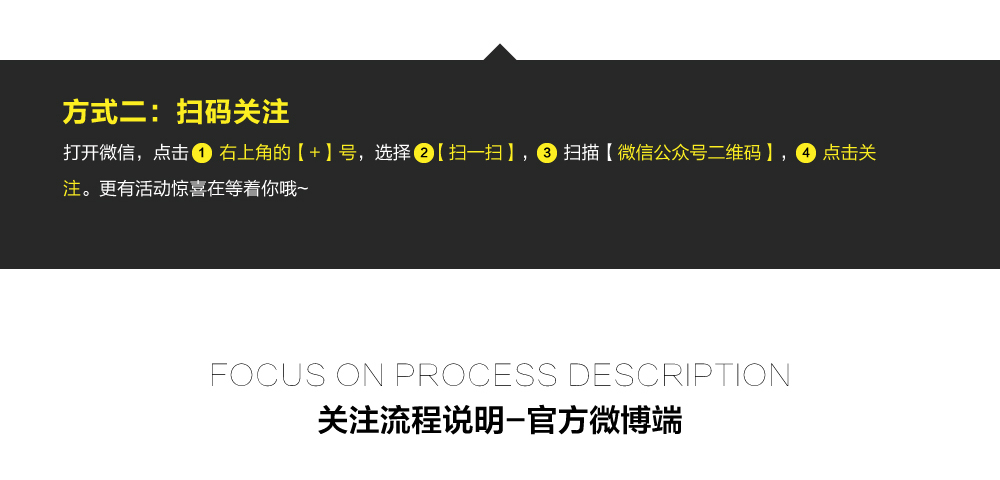 方式二：扫码关注
打开微信，点击1 右上角的【+】号，选择2【扫一扫】，3 扫描【微信公众号二维码】，4 点击关
注。更有活动惊喜在等着你哦~
FOCUS ON PROCESS DESCRIPTION
关注流程说明-官方微博端